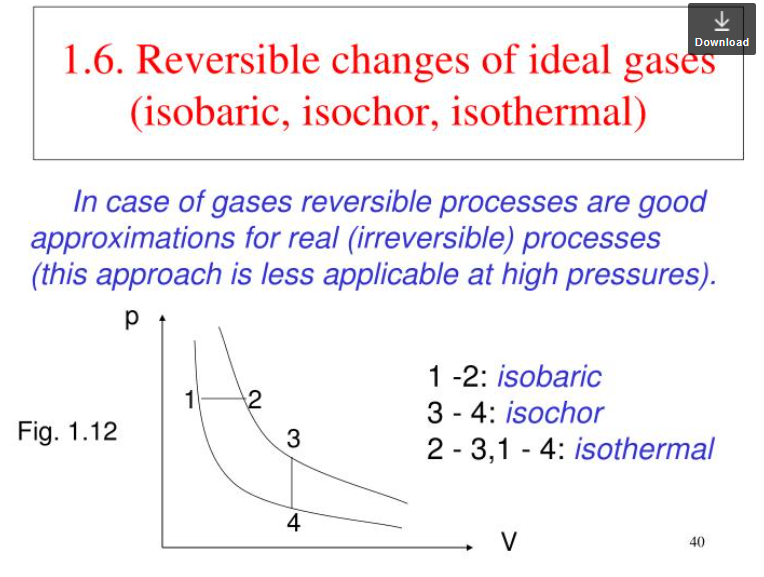 Download
1.6. Reversible changes of ideal gases
(isobaric, isochor, isothermal)
In case of gases reversible processes are good
approximations for real (irreversible) processes
(this approach is less applicable at high pressures).
p
1
2
3
4
V
Fig. 1.12
1 -2: isobaric
3 - 4: isochor
2 - 3,1 - 4: isothermal
40